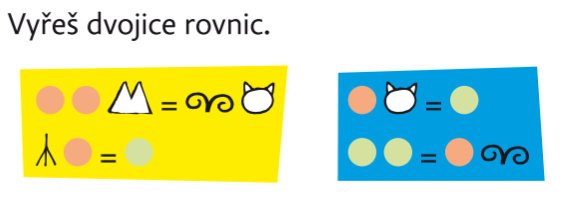 Vyřeš dvojice rovnic.
=
=
=
=